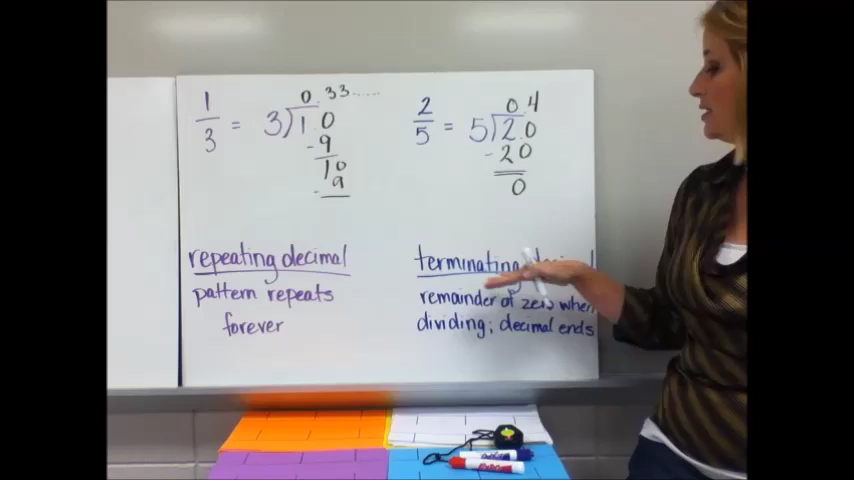 1/3 = 3)1.0 0.33......
- 9
10
- 9
2/5 = 5)2.0 0.4
- 20
0
repeating decimal
pattern repeats
forever
terminating
remainder of zero when
dividing; decimal ends
EXPO